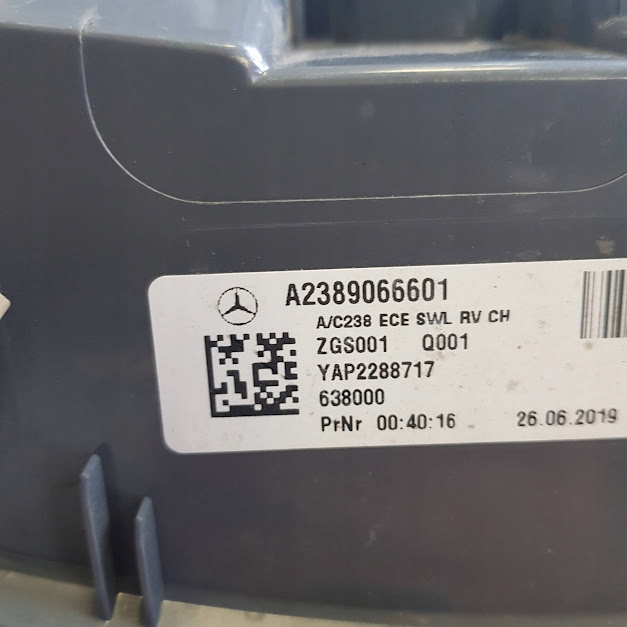 A2389066601
A/C238 ECE SWL RV CH
ZGS001 Q001
YAP2288717
638000
PrNr 00:40:16 26.06.2019